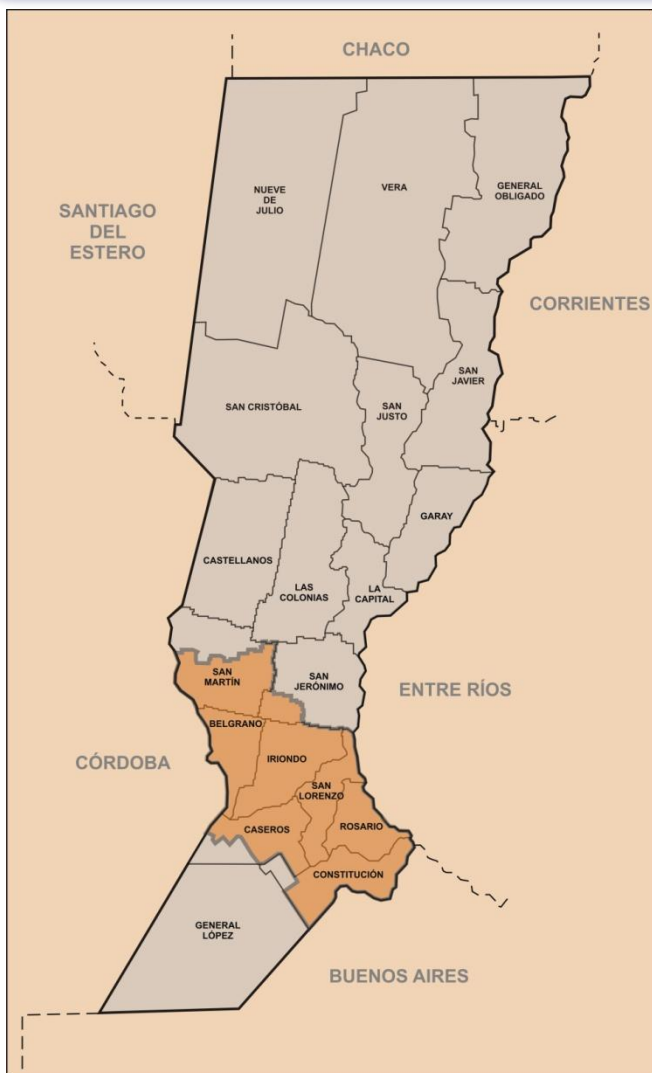 CHACO
NUEVE
DE
JULIO
VERA
GENERAL
OBLIGADO
SANTIAGO
DEL
ESTERO
CORRIENTES
SAN
JAVIER
SAN CRISTÓBAL
SAN
JUSTO
GARAY
CASTELLANOS
LAS
COLONIAS
LA
CAPITAL
SAN
MARTÍN
SAN
JERÓNIMO
ENTRE RÍOS
BELGRANO
CÓRDOBA
IRIONDO
SAN
LORENZO
CASEROS
ROSARIO
CONSTITUCIÓN
GENERAL
LÓPEZ
BUENOS AIRES